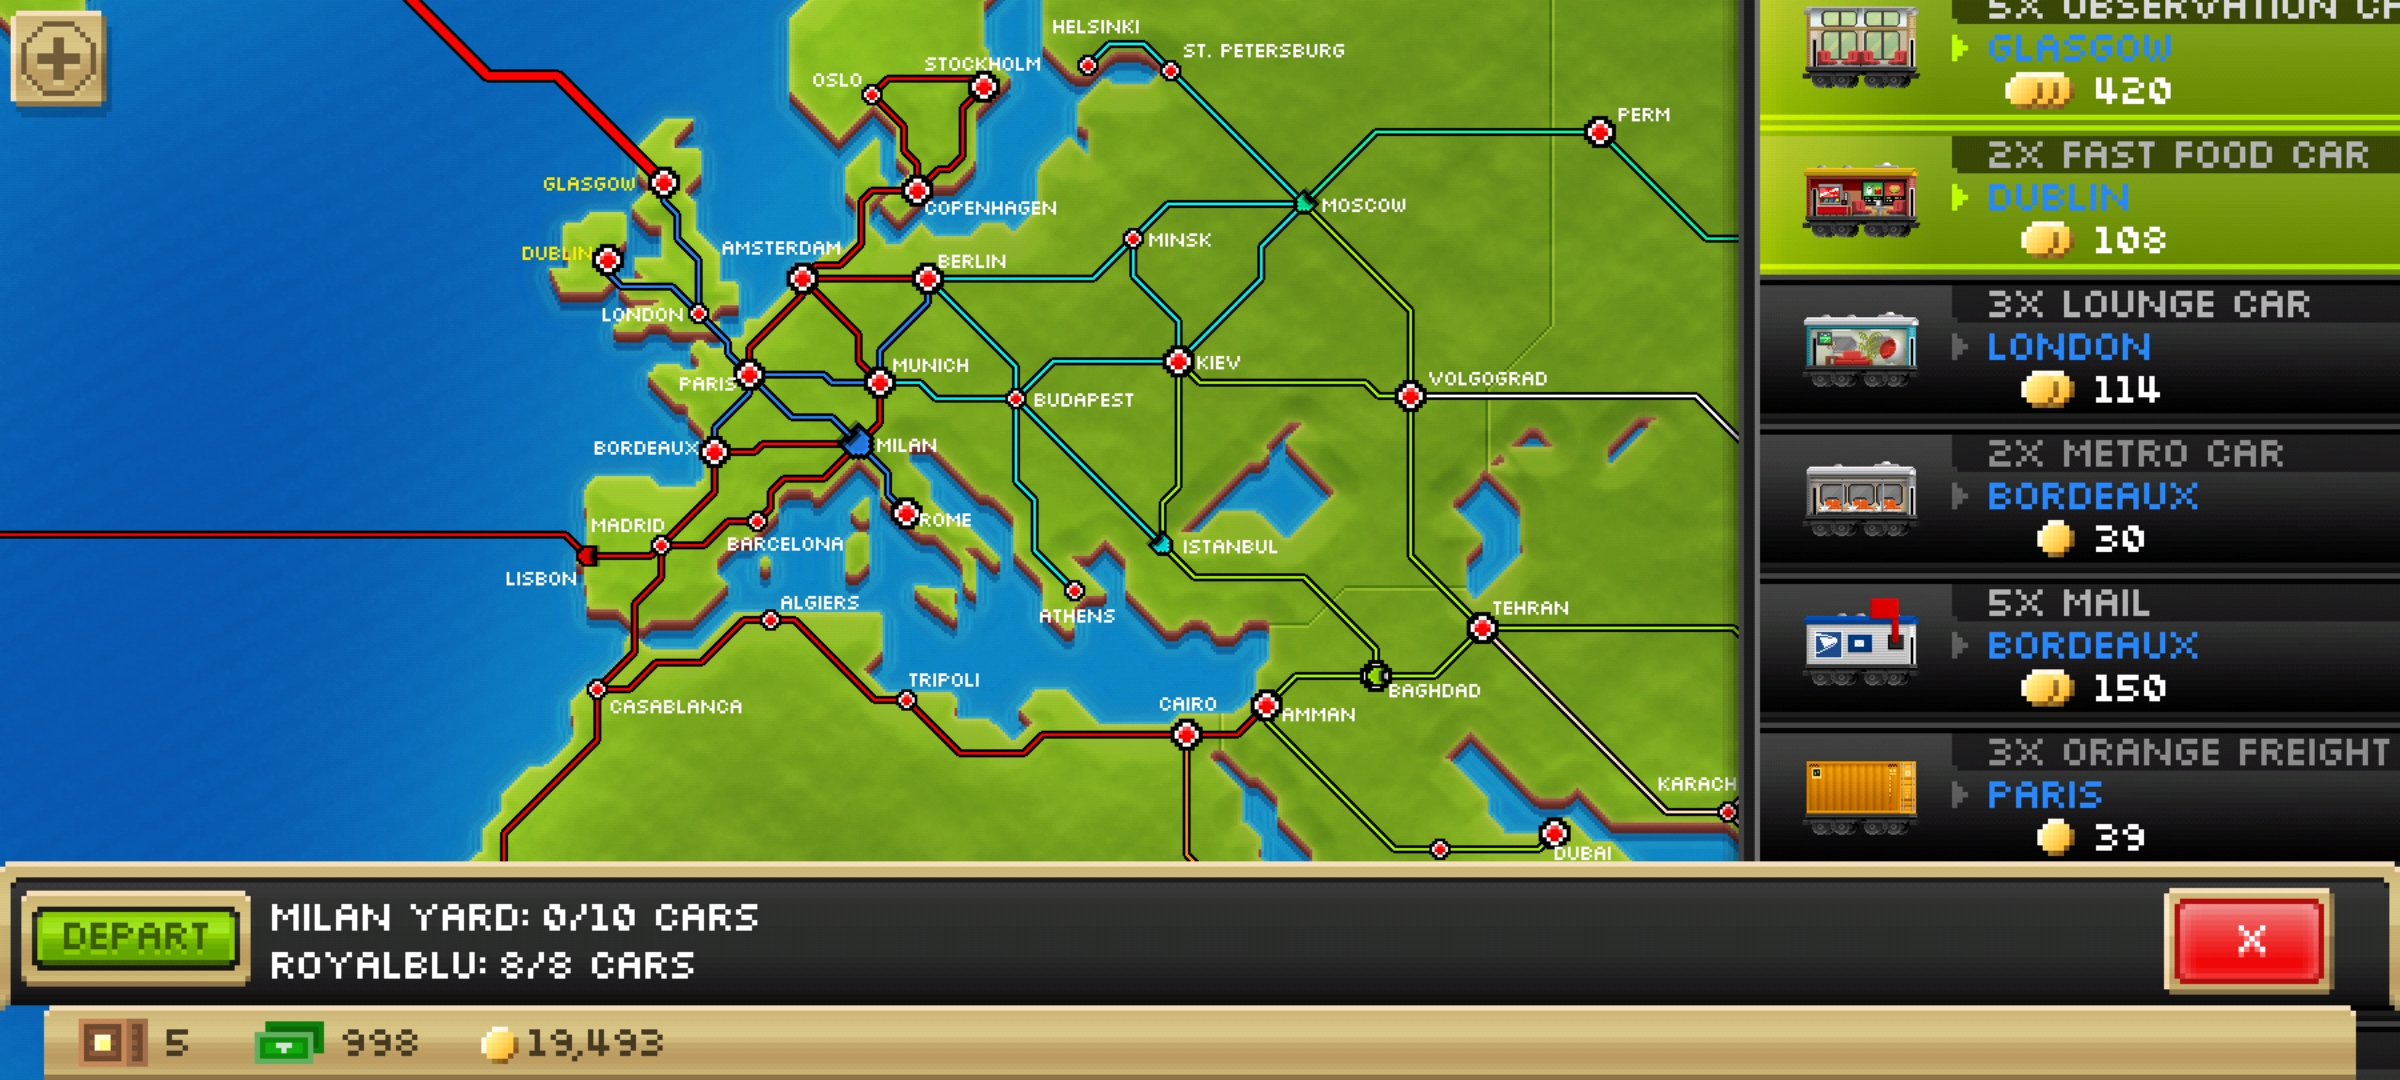 HELSINKI
ST. PETERSBURG
STOCKHOLM
OSLO
PERM
GLASGOW
COPENHAGEN
MOSCOW
MINSK
DUBLIN
AMSTERDAM
BERLIN
LONDON
PARIS
MUNICH
KIEV
BUDAPEST
VOLGOGRAD
BORDEAUX
MILAN
MADRID
BARCELONA
ROME
ISTANBUL
LISBON
ALGIERS
ATHENS
TEHRAN
CASABLANCA
TRIPOLI
CAIRO
AMMAN
BAGHDAD
KARACH
DUBAI
5X OBSERVATION CA
GLASGOW
420
2X FAST FOOD CAR
DUBLIN
108
3X LOUNGE CAR
LONDON
114
2X METRO CAR
BORDEAUX
30
5X MAIL
BORDEAUX
150
3X ORANGE FREIGHT
PARIS
39
DEPART
MILAN YARD: 0/10 CARS
ROYALBLU: 8/8 CARS
X
5
998
19,493